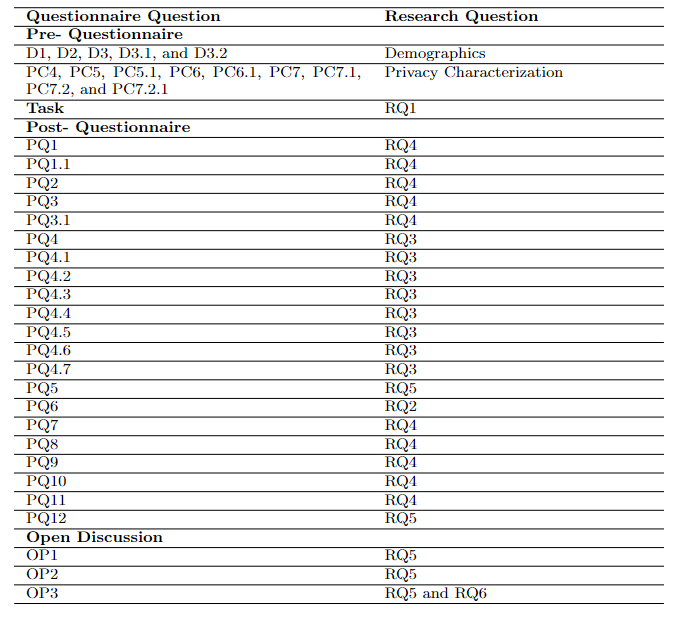 Questionnaire Question Research Question
Pre- Questionnaire
D1, D2, D3, D3.1, and D3.2 Demographics
PC4, PC5, PC5.1, PC6, PC6.1, PC7, PC7.1, Privacy Characterization
PC7.2, and PC7.2.1
Task RQ1
Post- Questionnaire
PQ1 RQ4
PQ1.1 RQ4
PQ2 RQ4
PQ3 RQ4
PQ3.1 RQ4
PQ4 RQ3
PQ4.1 RQ3
PQ4.2 RQ3
PQ4.3 RQ3
PQ4.4 RQ3
PQ4.5 RQ3
PQ4.6 RQ3
PQ4.7 RQ3
PQ5 RQ5
PQ6 RQ2
PQ7 RQ4
PQ8 RQ4
PQ9 RQ4
PQ10 RQ4
PQ11 RQ4
PQ12 RQ5
Open Discussion
OP1 RQ5
OP2 RQ5
OP3 RQ5 and RQ6